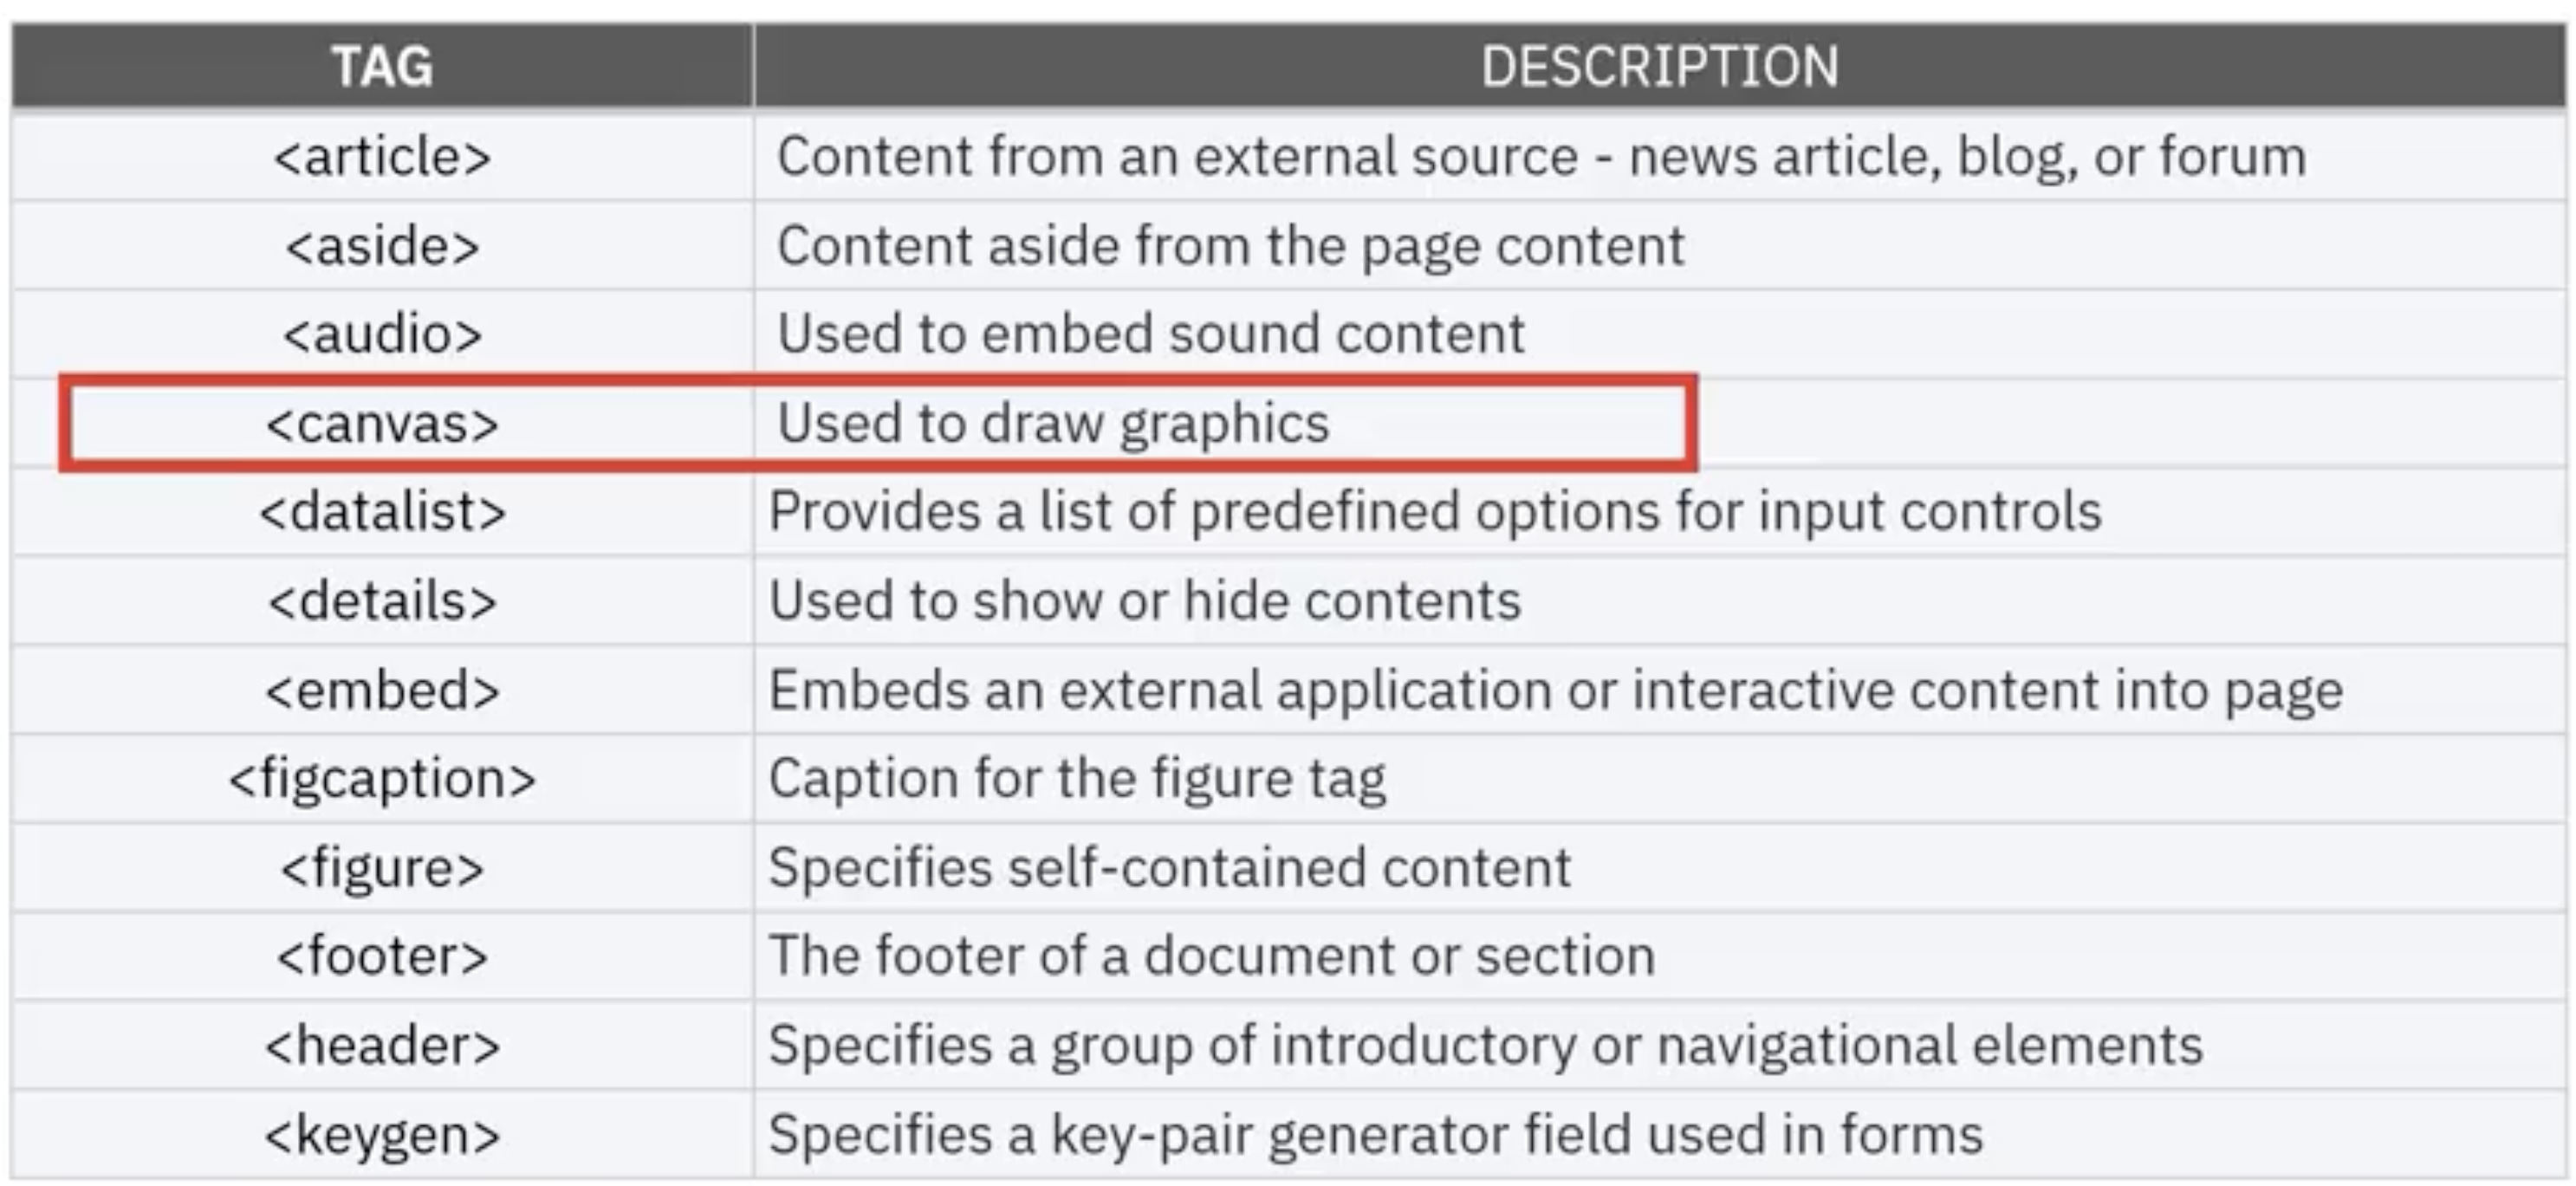 TAG DESCRIPTION
<article> Content from an external source - news article, blog, or forum
<aside> Content aside from the page content
<audio> Used to embed sound content
<canvas> Used to draw graphics
<datalist> Provides a list of predefined options for input controls
<details> Used to show or hide contents
<embed> Embeds an external application or interactive content into page
<figcaption> Caption for the figure tag
<figure> Specifies self-contained content
<footer> The footer of a document or section
<header> Specifies a group of introductory or navigational elements
<keygen> Specifies a key-pair generator field used in forms